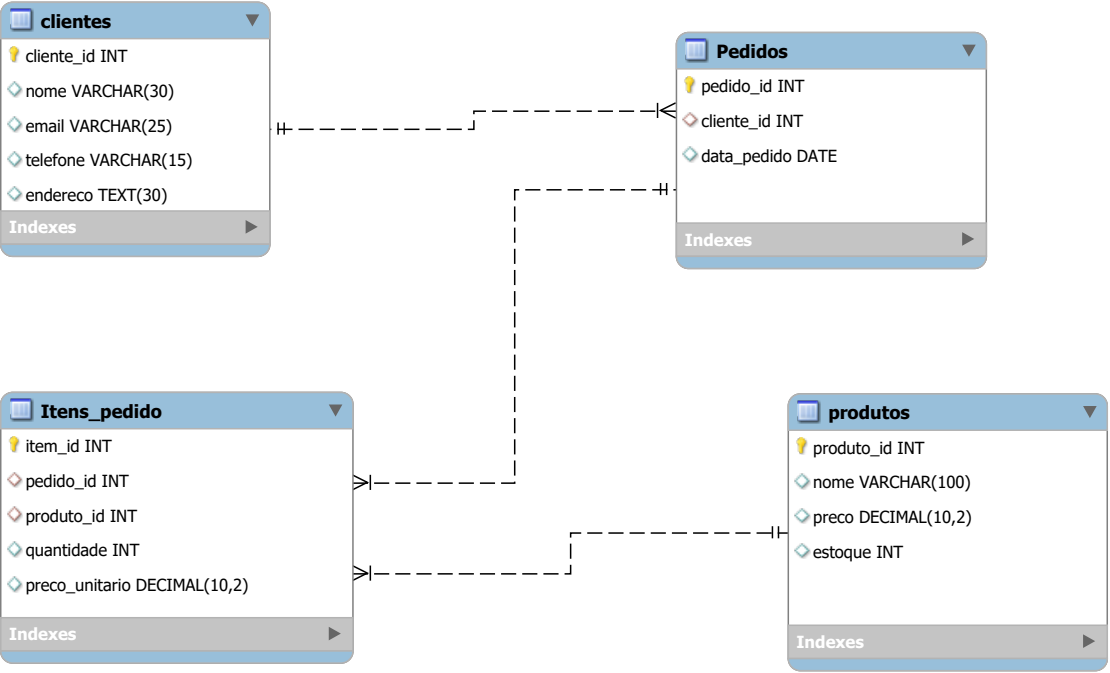 clientes
cliente_id INT
nome VARCHAR(30)
email VARCHAR(25)
telefone VARCHAR(15)
endereco TEXT(30)
Indexes
Pedidos
pedido_id INT
cliente_id INT
data_pedido DATE
Indexes
Itens_pedido
item_id INT
pedido_id INT
produto_id INT
quantidade INT
preco_unitario DECIMAL(10,2)
Indexes
produtos
produto_id INT
nome VARCHAR(100)
preco DECIMAL(10,2)
estoque INT
Indexes